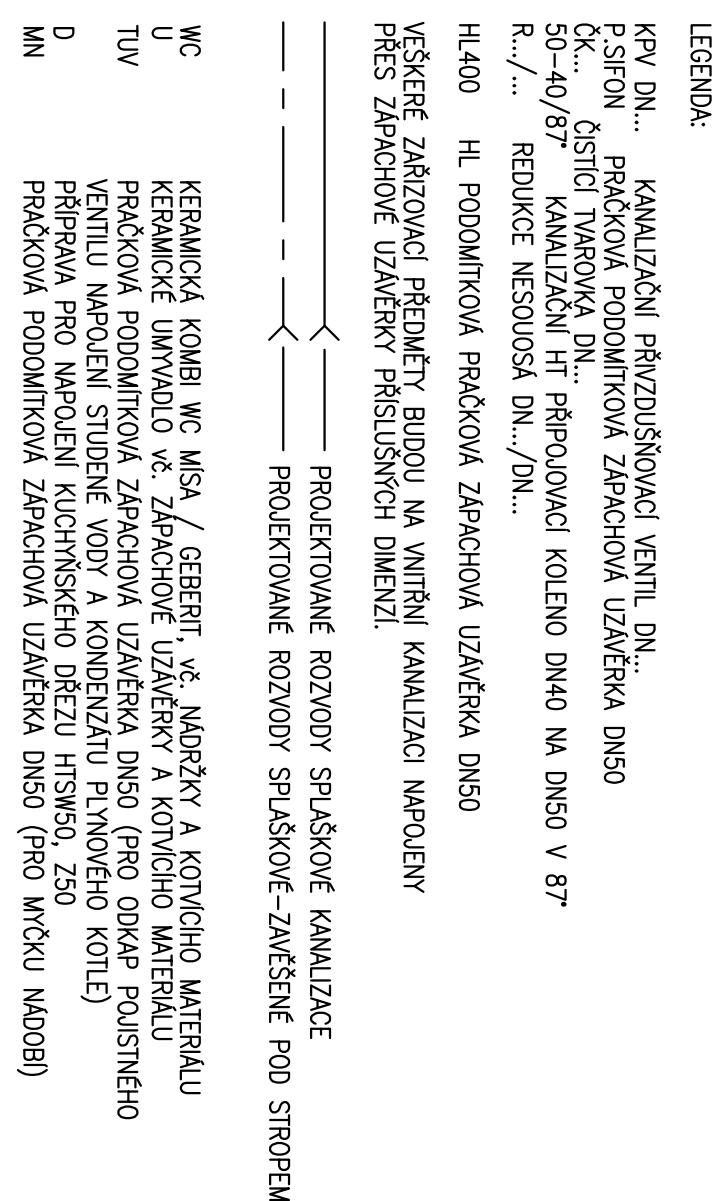 LEGENDA:
KPV DN... KANALIZAČNÍ PŘIVZDUŠŇOVACÍ VENTIL DN...
P.SIFON PRAČKOVÁ PODOMÍTKOVÁ ZÁPACHOVÁ UZÁVĚRKA DN50
ČK... ČISTÍCÍ TVAROVKA DN...
50-40/87° KANALIZAČNÍ HT PŘIPOJOVACÍ KOLENO DN40 NA DN50 V 87°
R.../... REDUKCE NESOUOSÁ DN.../DN...
HL400 HL PODOMÍTKOVÁ PRAČKOVÁ ZÁPACHOVÁ UZÁVĚRKA DN50
VEŠKERÉ ZAŘIZOVACÍ PŘEDMĚTY BUDOU NA VNITŘNÍ KANALIZACI NAPOJENY
PŘES ZÁPACHOVÉ UZÁVĚRKY PŘÍSLUŠNÝCH DIMENZÍ.
PROJEKTOVANÉ ROZVODY SPLAŠKOVÉ KANALIZACE
PROJEKTOVANÉ ROZVODY SPLAŠKOVÉ-ZAVĚŠENÉ POD STROPEM
WC KERAMICKÁ KOMBI WC MÍSA / GEBERIT, vč. NÁDRŽKY A KOTVÍCÍHO MATERIÁLU
U KERAMICKÉ UMYVADLO vč. ZÁPACHOVÉ UZÁVĚRKY A KOTVÍCÍHO MATERIÁLU
TUV PRAČKOVÁ PODOMÍTKOVÁ ZÁPACHOVÁ UZÁVĚRKA DN50 (PRO ODKAP POJISTNÉHO
VENTILU NAPOJENÍ STUDENÉ VODY A KONDENZÁTU PLYNOVÉHO KOTLE)
D PŘÍPRAVA PRO NAPOJENÍ KUCHYŇSKÉHO DŘEZU HTSW50, Z50
MN PRAČKOVÁ PODOMÍTKOVÁ ZÁPACHOVÁ UZÁVĚRKA DN50 (PRO MYČKU NÁDOBÍ)